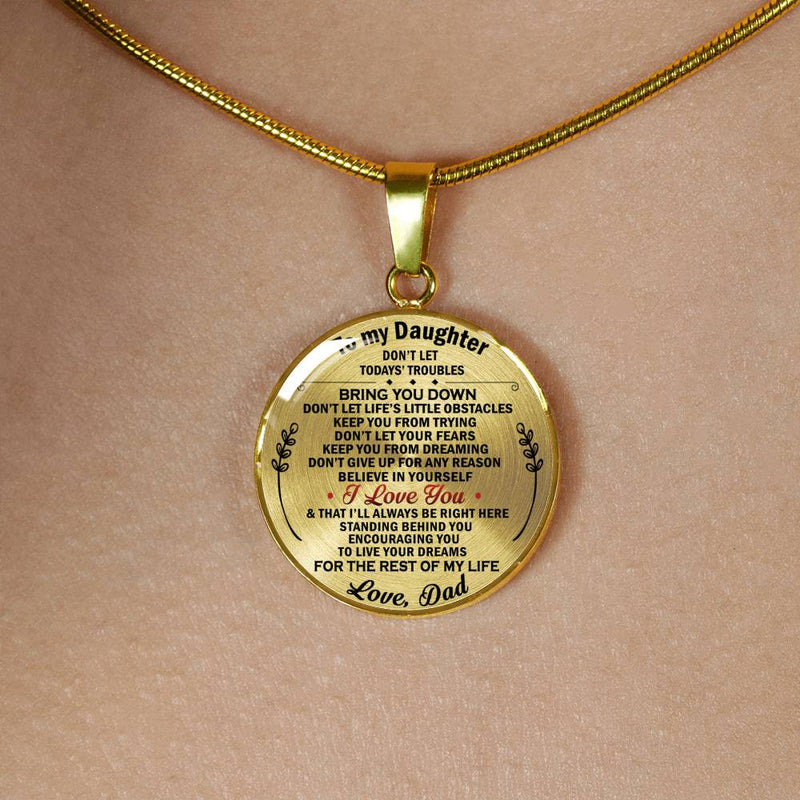 To my Daughter
DON'T LET
TODAYS' TROUBLES
BRING YOU DOWN
DON'T LET LIFE'S LITTLE OBSTACLES
KEEP YOU FROM TRYING
DON'T LET YOUR FEARS
KEEP YOU FROM DREAMING
DON'T GIVE UP FOR ANY REASON
BELIEVE IN YOURSELF
• I Love You •
& THAT I'LL ALWAYS BE RIGHT HERE
STANDING BEHIND YOU
ENCOURAGING YOU
TO LIVE YOUR DREAMS
FOR THE REST OF MY LIFE
Love, Dad